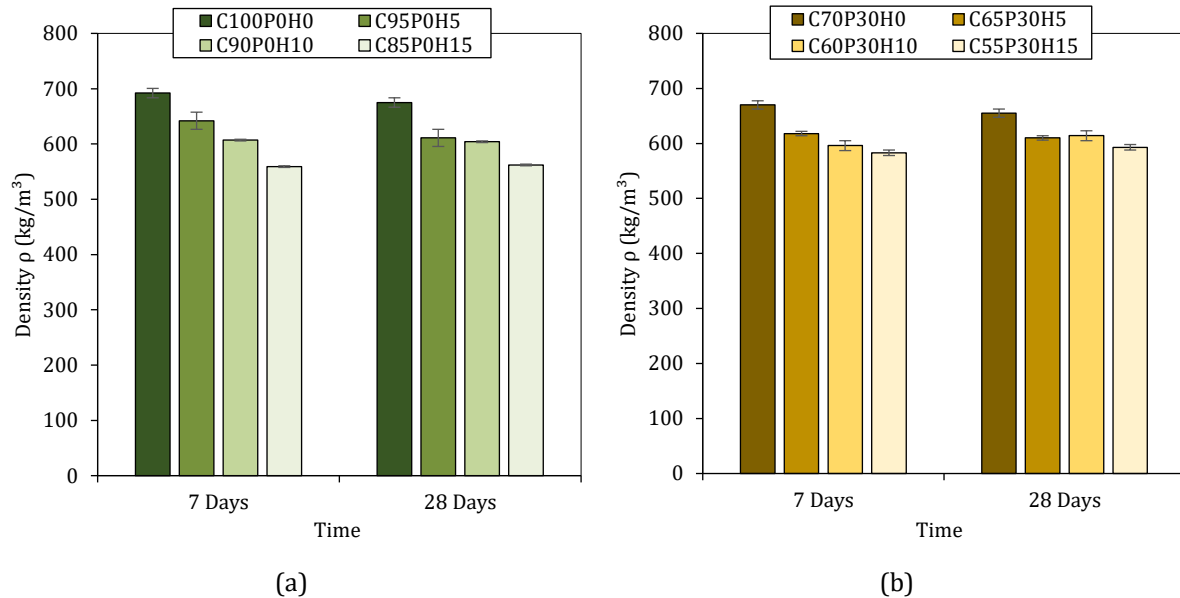 C100P0H0 C95P0H5
C90P0H10 C85P0H15
800
700
600
500
400
300
200
100
0
Density ρ (kg/m³)
7 Days 28 Days
Time
(a)
C70P30H0 C65P30H5
C60P30H10 C55P30H15
800
700
600
500
400
300
200
100
0
Density ρ (kg/m³)
7 Days 28 Days
Time
(b)